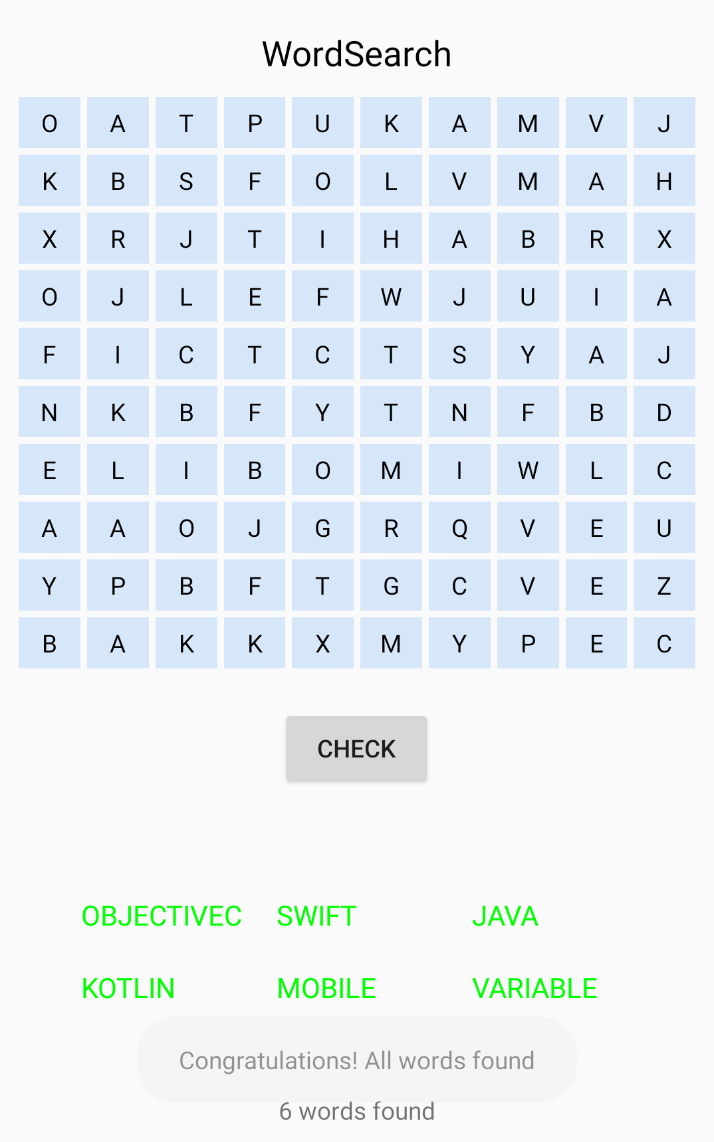 WordSearch
O A T P U K A M V J
K B S F O L V M A H
X R J T I H A B R X
O J L E F W J U I A
F I C T C T S Y A J
N K B F Y T N F B D
E L I B O M I W L C
A A O J G R Q V E U
Y P B F T G C V E Z
B A K K X M Y P E C
CHECK
OBJECTIVEC SWIFT JAVA
KOTLIN MOBILE VARIABLE
Congratulations! All words found
6 words found